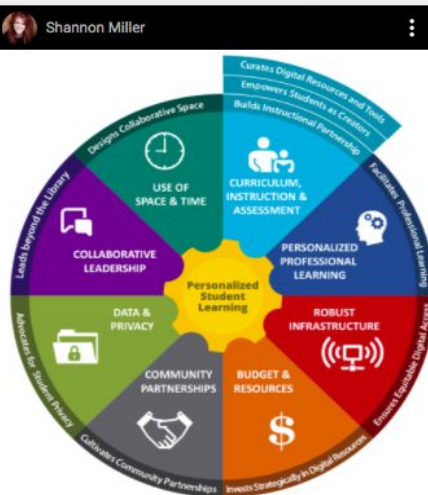 Shannon Miller
Curates Digital Resources and Tools
Empowers Students as Creators
Builds Instructional Partnership
Designs Collaborative Space
USE OF
SPACE & TIME
CURRICULUM,
INSTRUCTION &
ASSESSMENT
Facilitates Professional Learning
PERSONALIZED
PROFESSIONAL
LEARNING
Leads beyond the Library
COLLABORATIVE
LEADERSHIP
Personalized
Student
Learning
DATA &
PRIVACY
Advocates for Student Privacy
ROBUST
INFRASTRUCTURE
Ensures Equitable Digital Access
COMMUNITY
PARTNERSHIPS
Cultivates Community Partnerships
BUDGET &
RESOURCES
$
Invests Strategically in Digital Resources